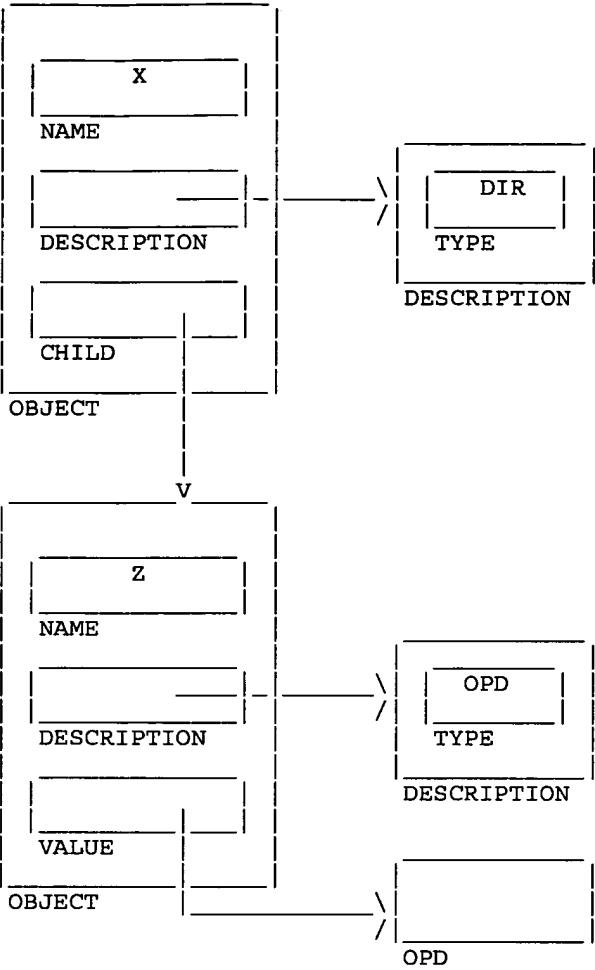 X
NAME
DIR
DESCRIPTION
TYPE
DESCRIPTION
CHILD
OBJECT
V
Z
NAME
OPD
DESCRIPTION
TYPE
DESCRIPTION
VALUE
OBJECT
OPD